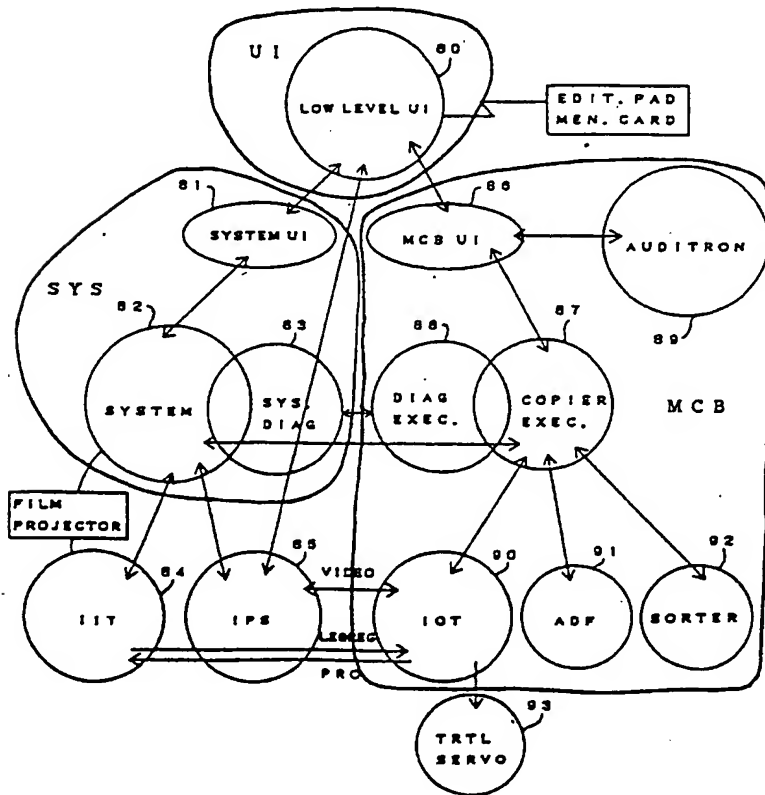 UI
80
LOW LEVEL UI
EDIT. PAD
MEN. CARD
81
SYSTEM UI
86
MCB UI
AUDITRON
89
SYS
82
SYSTEM
83
SYS.
DIAG
88
DIAG
EXEC.
87
COPIER
EXEC.
MCB
FILM
PROJECTOR
84
IIT
85
IPS
VIDEO
PRO
90
IOT
91
ADF
92
SORTER
93
TRTL
SERVO